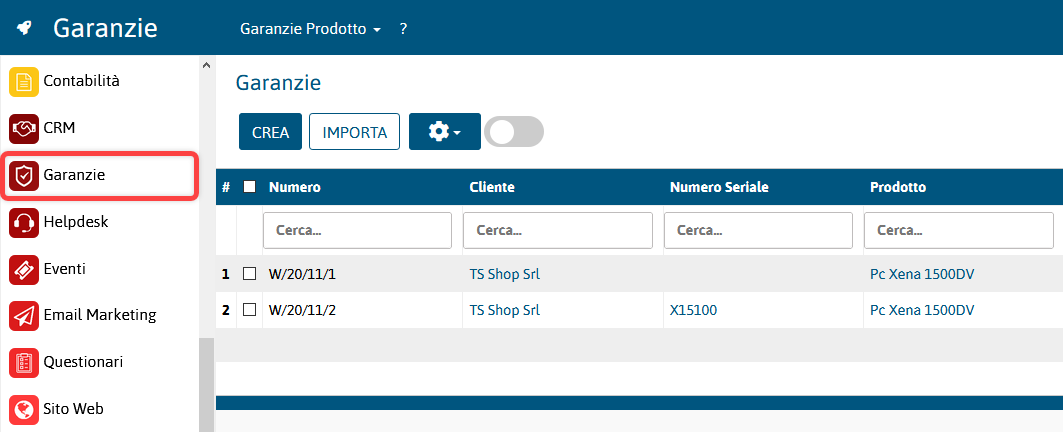 Garanzie
Garanzie Prodotto ?
Contabilità
CRM
Garanzie
Helpdesk
Eventi
Email Marketing
Questionari
Sito Web
Garanzie
CREA IMPORTA
# Numero Cliente Numero Seriale Prodotto
Cerca... Cerca... Cerca... Cerca...
1 W/20/11/1 TS Shop Srl Pc Xena 1500DV
2 W/20/11/2 TS Shop Srl X15100 Pc Xena 1500DV